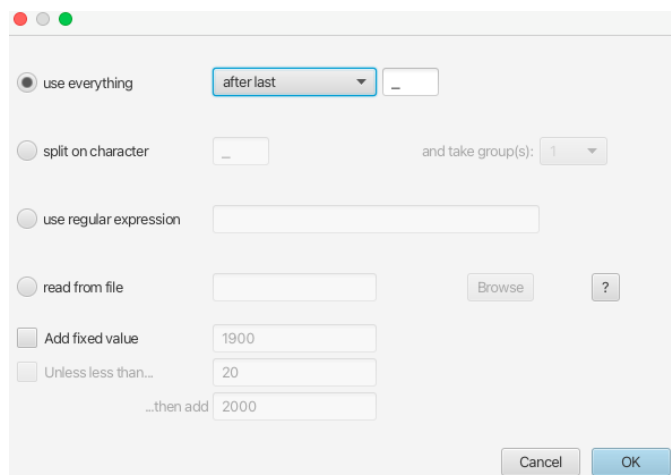 use everything after last _
split on character _ and take group(s): 1
use regular expression
read from file Browse ?
Add fixed value 1900
Unless less than... 20
...then add 2000
Cancel OK